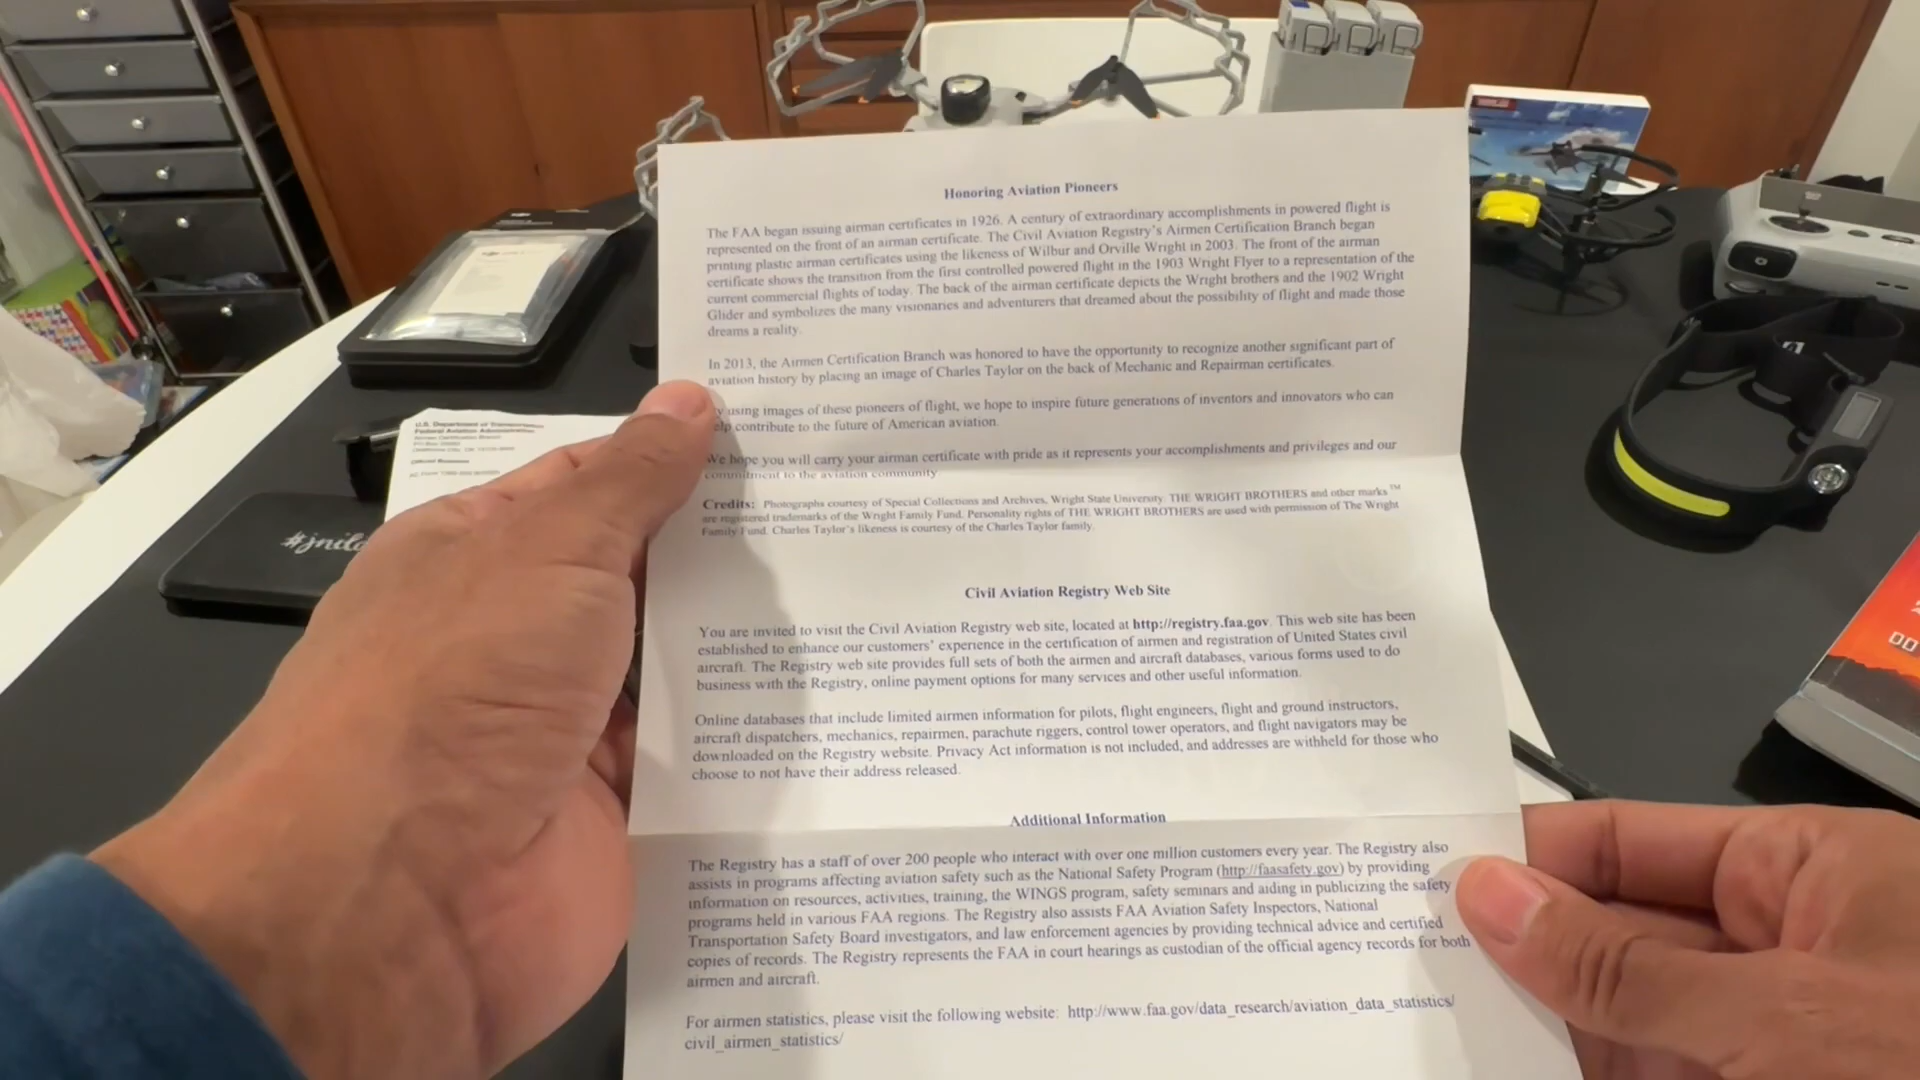 Honoring Aviation Pioneers
The FAA began issuing airman certificates in 1926. A century of extraordinary accomplishments in powered flight is
represented on the front of an airman certificate. The Civil Aviation Registry's Airmen Certification Branch began
printing plastic airman certificates using the likeness of Wilbur and Orville Wright in 2003. The front of the airman
certificate shows the transition from the first controlled powered flight in the 1903 Wright Flyer to a representation of the
current commercial flights of today. The back of the airman certificate depicts the Wright brothers and the 1902 Wright
Glider and symbolizes the many visionaries and adventurers that dreamed about the possibility of flight and made those
dreams a reality.
In 2013, the Airmen Certification Branch was honored to have the opportunity to recognize another significant part of
aviation history by placing an image of Charles Taylor on the back of Mechanic and Repairman certificates.
y using images of these pioneers of flight, we hope to inspire future generations of inventors and innovators who can
elp contribute to the future of American aviation.
We hope you will carry your airman certificate with pride as it represents your accomplishments and privileges and our
commitment to the aviation community.
Credits: Photographs courtesy of Special Collections and Archives, Wright State University. THE WRIGHT BROTHERS and other marks ™
are registered trademarks of the Wright Family Fund. Personality rights of THE WRIGHT BROTHERS are used with permission of The Wright
Family Fund. Charles Taylor's likeness is courtesy of the Charles Taylor family.
Civil Aviation Registry Web Site
You are invited to visit the Civil Aviation Registry web site, located at http://registry.faa.gov. This web site has been
established to enhance our customers' experience in the certification of airmen and registration of United States civil
aircraft. The Registry web site provides full sets of both the airmen and aircraft databases, various forms used to do
business with the Registry, online payment options for many services and other useful information.
Online databases that include limited airmen information for pilots, flight engineers, flight and ground instructors,
aircraft dispatchers, mechanics, repairmen, parachute riggers, control tower operators, and flight navigators may be
downloaded on the Registry website. Privacy Act information is not included, and addresses are withheld for those who
choose to not have their address released.
Additional Information
The Registry has a staff of over 200 people who interact with over one million customers every year. The Registry also
assists in programs affecting aviation safety such as the National Safety Program (http://faasafety.gov) by providing
information on resources, activities, training, the WINGS program, safety seminars and aiding in publicizing the safety
programs held in various FAA regions. The Registry also assists FAA Aviation Safety Inspectors, National
Transportation Safety Board investigators, and law enforcement agencies by providing technical advice and certified
copies of records. The Registry represents the FAA in court hearings as custodian of the official agency records for both
airmen and aircraft.
For airmen statistics, please visit the following website: http://www.faa.gov/data_research/aviation_data_statistics/
civil_airmen_statistics/
U.S. Department of Transportation
Federal Aviation Administration
Airmen Certification Branch
Official Business